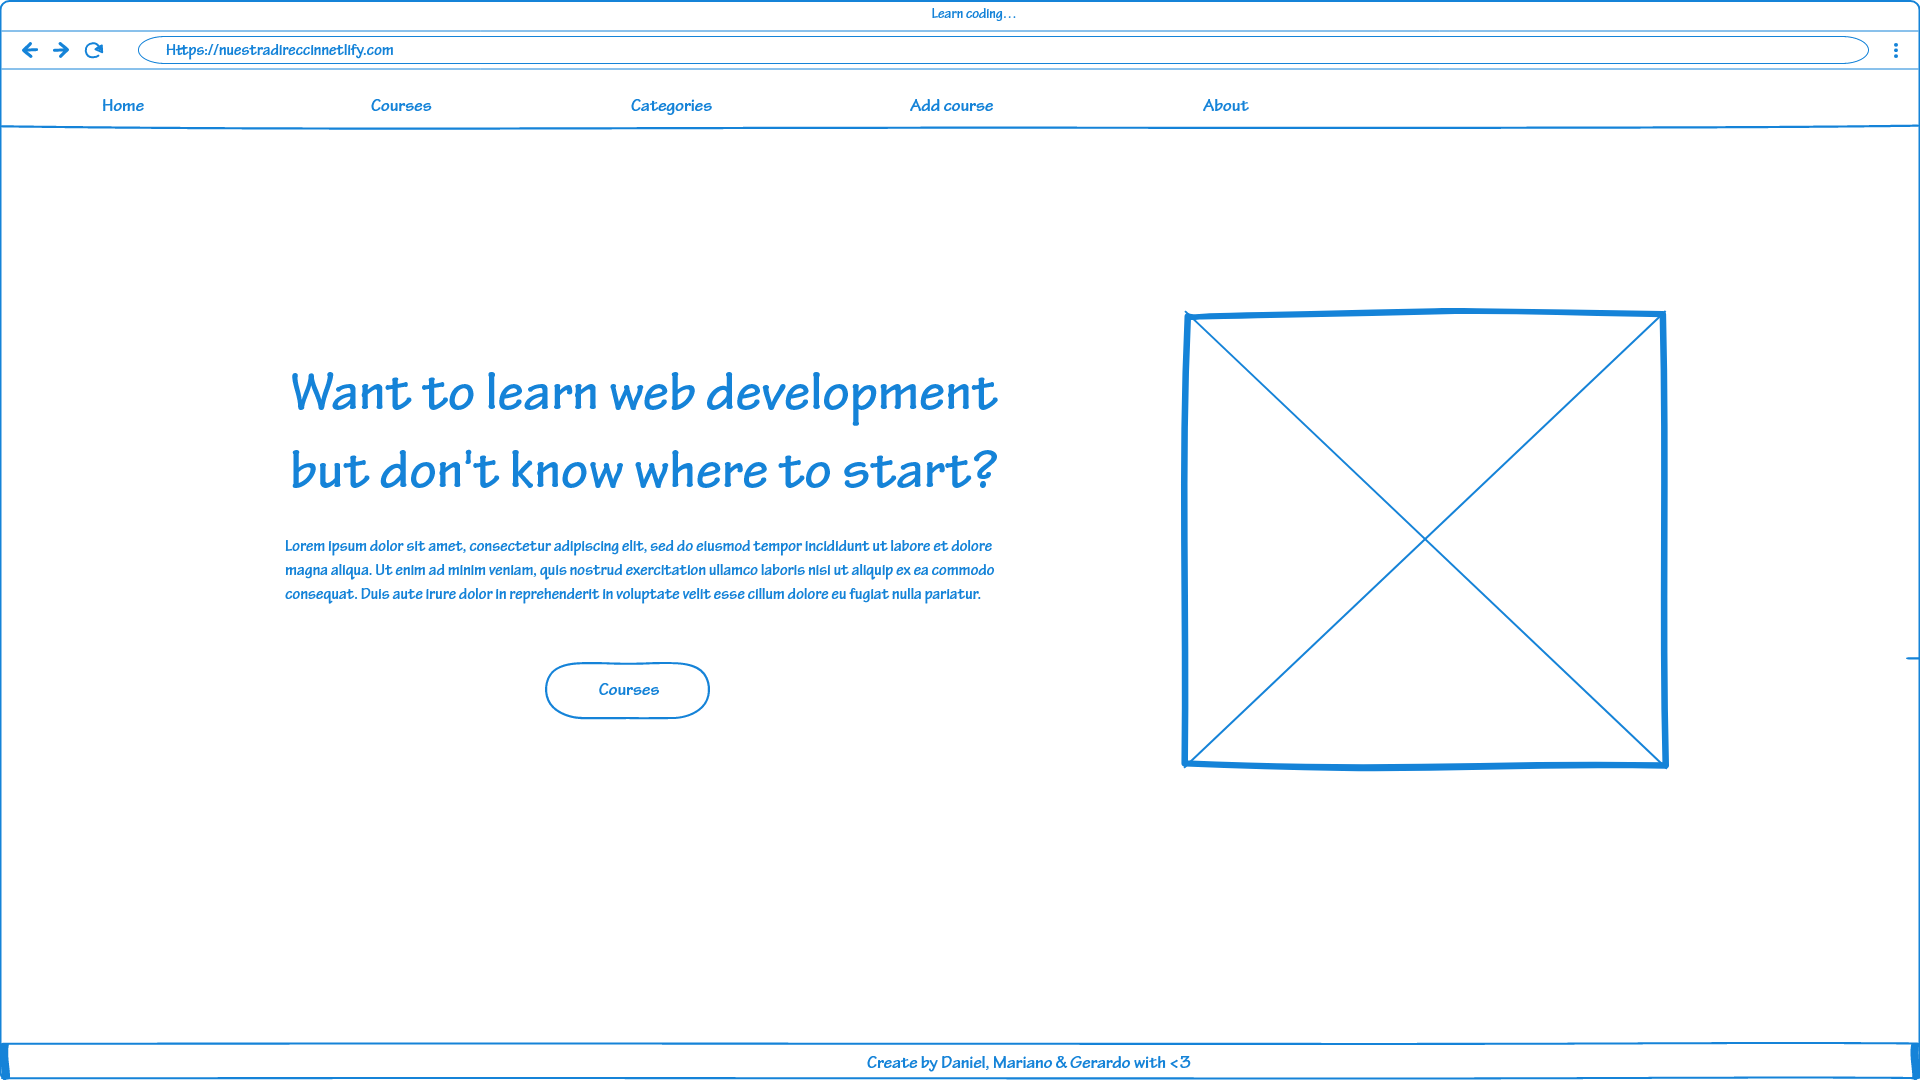 Learn coding...
Https://nuestradireccinnetlify.com
Home Courses Categories Add course About
Want to learn web development
but don't know where to start?
Lorem ipsum dolor sit amet, consectetur adipiscing elit, sed do eiusmod tempor incididunt ut labore et dolore
magna aliqua. Ut enim ad minim veniam, quis nostrud exercitation ullamco laboris nisi ut aliquip ex ea commodo
consequat. Duis aute irure dolor in reprehenderit in voluptate velit esse cillum dolore eu fugiat nulla pariatur.
Courses
Create by Daniel, Mariano & Gerardo with <3